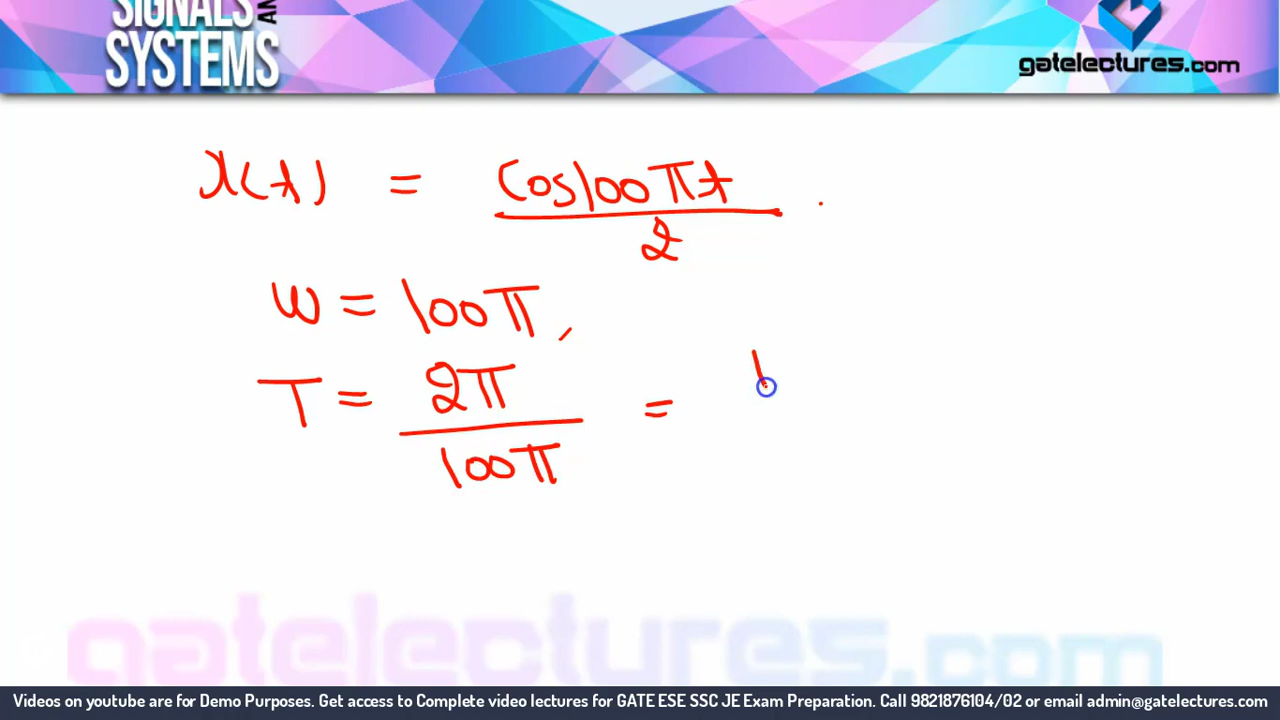 SIGNALS AN
SYSTEMS
gatelectures.com
x(t) = cos100πt / 2 .
w = 100π,
T = 2π / 100π = 1
gatelectures.com
Videos on youtube are for Demo Purposes. Get access to Complete video lectures for GATE ESE SSC JE Exam Preparation. Call 9821876104/02 or email admin@gatelectures.com